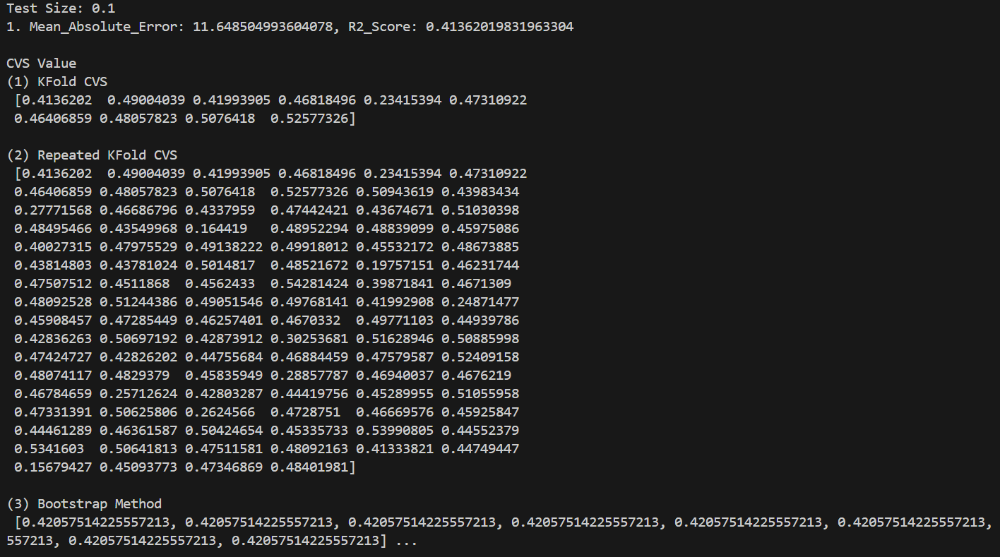 Test Size: 0.1
1. Mean_Absolute_Error: 11.648504993604078, R2_Score: 0.41362019831963304
CVS Value
(1) KFold CVS
[0.4136202 0.49004039 0.41993905 0.46818496 0.23415394 0.47310922
0.46406859 0.48057823 0.5076418 0.52577326]
(2) Repeated KFold CVS
[0.4136202 0.49004039 0.41993905 0.46818496 0.23415394 0.47310922
0.46406859 0.48057823 0.5076418 0.52577326 0.50943619 0.43983434
0.27771568 0.46686796 0.4337959 0.47442421 0.43674671 0.51030398
0.48495466 0.43549968 0.164419 0.48952294 0.48839099 0.45975086
0.40027315 0.47975529 0.49138222 0.49918012 0.45532172 0.48673885
0.43814803 0.43781024 0.5014817 0.48521672 0.19757151 0.46231744
0.47507512 0.4511868 0.4562433 0.54281424 0.39871841 0.4671309
0.48092528 0.51244386 0.49051546 0.49768141 0.41992908 0.24871477
0.45908457 0.47285449 0.46257401 0.4670332 0.49771103 0.44939786
0.42836263 0.50697192 0.42873912 0.30253681 0.51628946 0.50885998
0.47424727 0.42826202 0.44755684 0.46884459 0.47579587 0.52409158
0.48074117 0.4829379 0.45835949 0.28857787 0.46940037 0.4676219
0.46784659 0.25712624 0.42803287 0.44419756 0.45289955 0.51055958
0.47331391 0.50625806 0.2624566 0.4728751 0.46669576 0.45925847
0.44461289 0.46361587 0.50424654 0.45335733 0.53990805 0.44552379
0.5341603 0.50641813 0.47511581 0.48092163 0.41333821 0.44749447
0.15679427 0.45093773 0.47346869 0.48401981]
(3) Bootstrap Method
[0.42057514225557213, 0.42057514225557213, 0.42057514225557213, 0.42057514225557213, 0.42057514225557213, 0.42057514225557213,
557213, 0.42057514225557213, 0.42057514225557213] ...